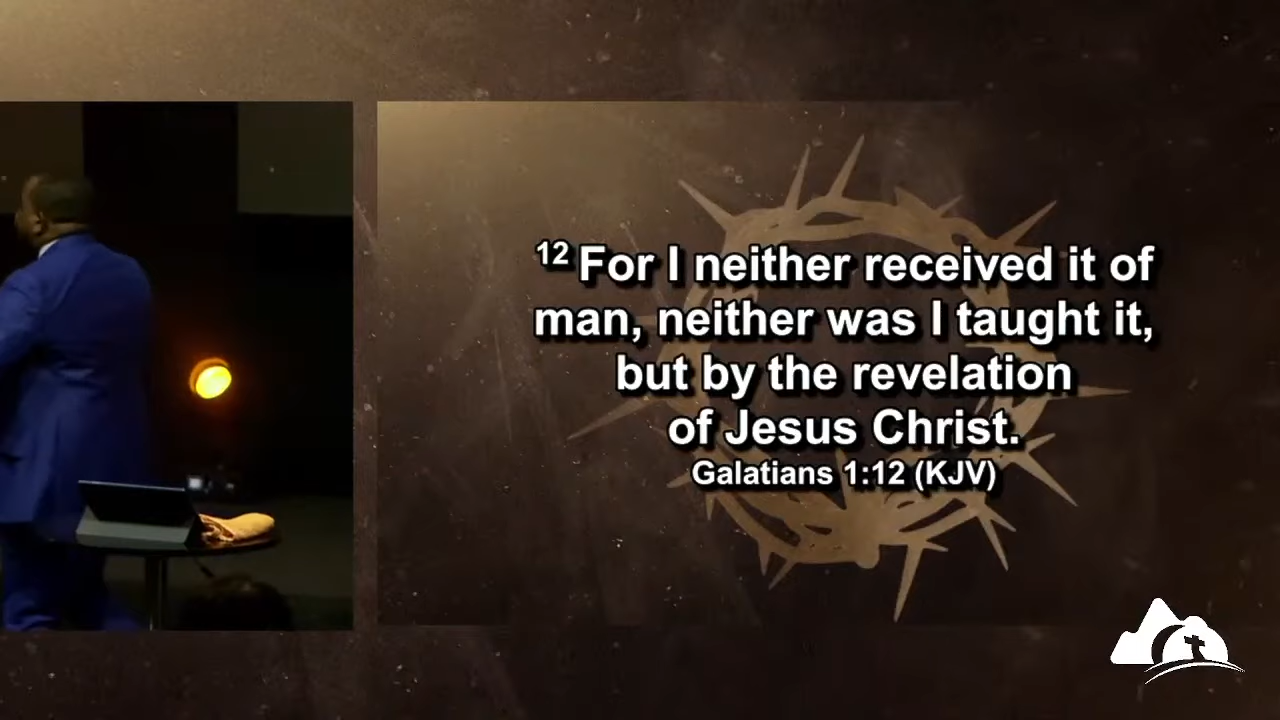 12 For I neither received it of
man, neither was I taught it,
but by the revelation
of Jesus Christ.
Galatians 1:12 (KJV)